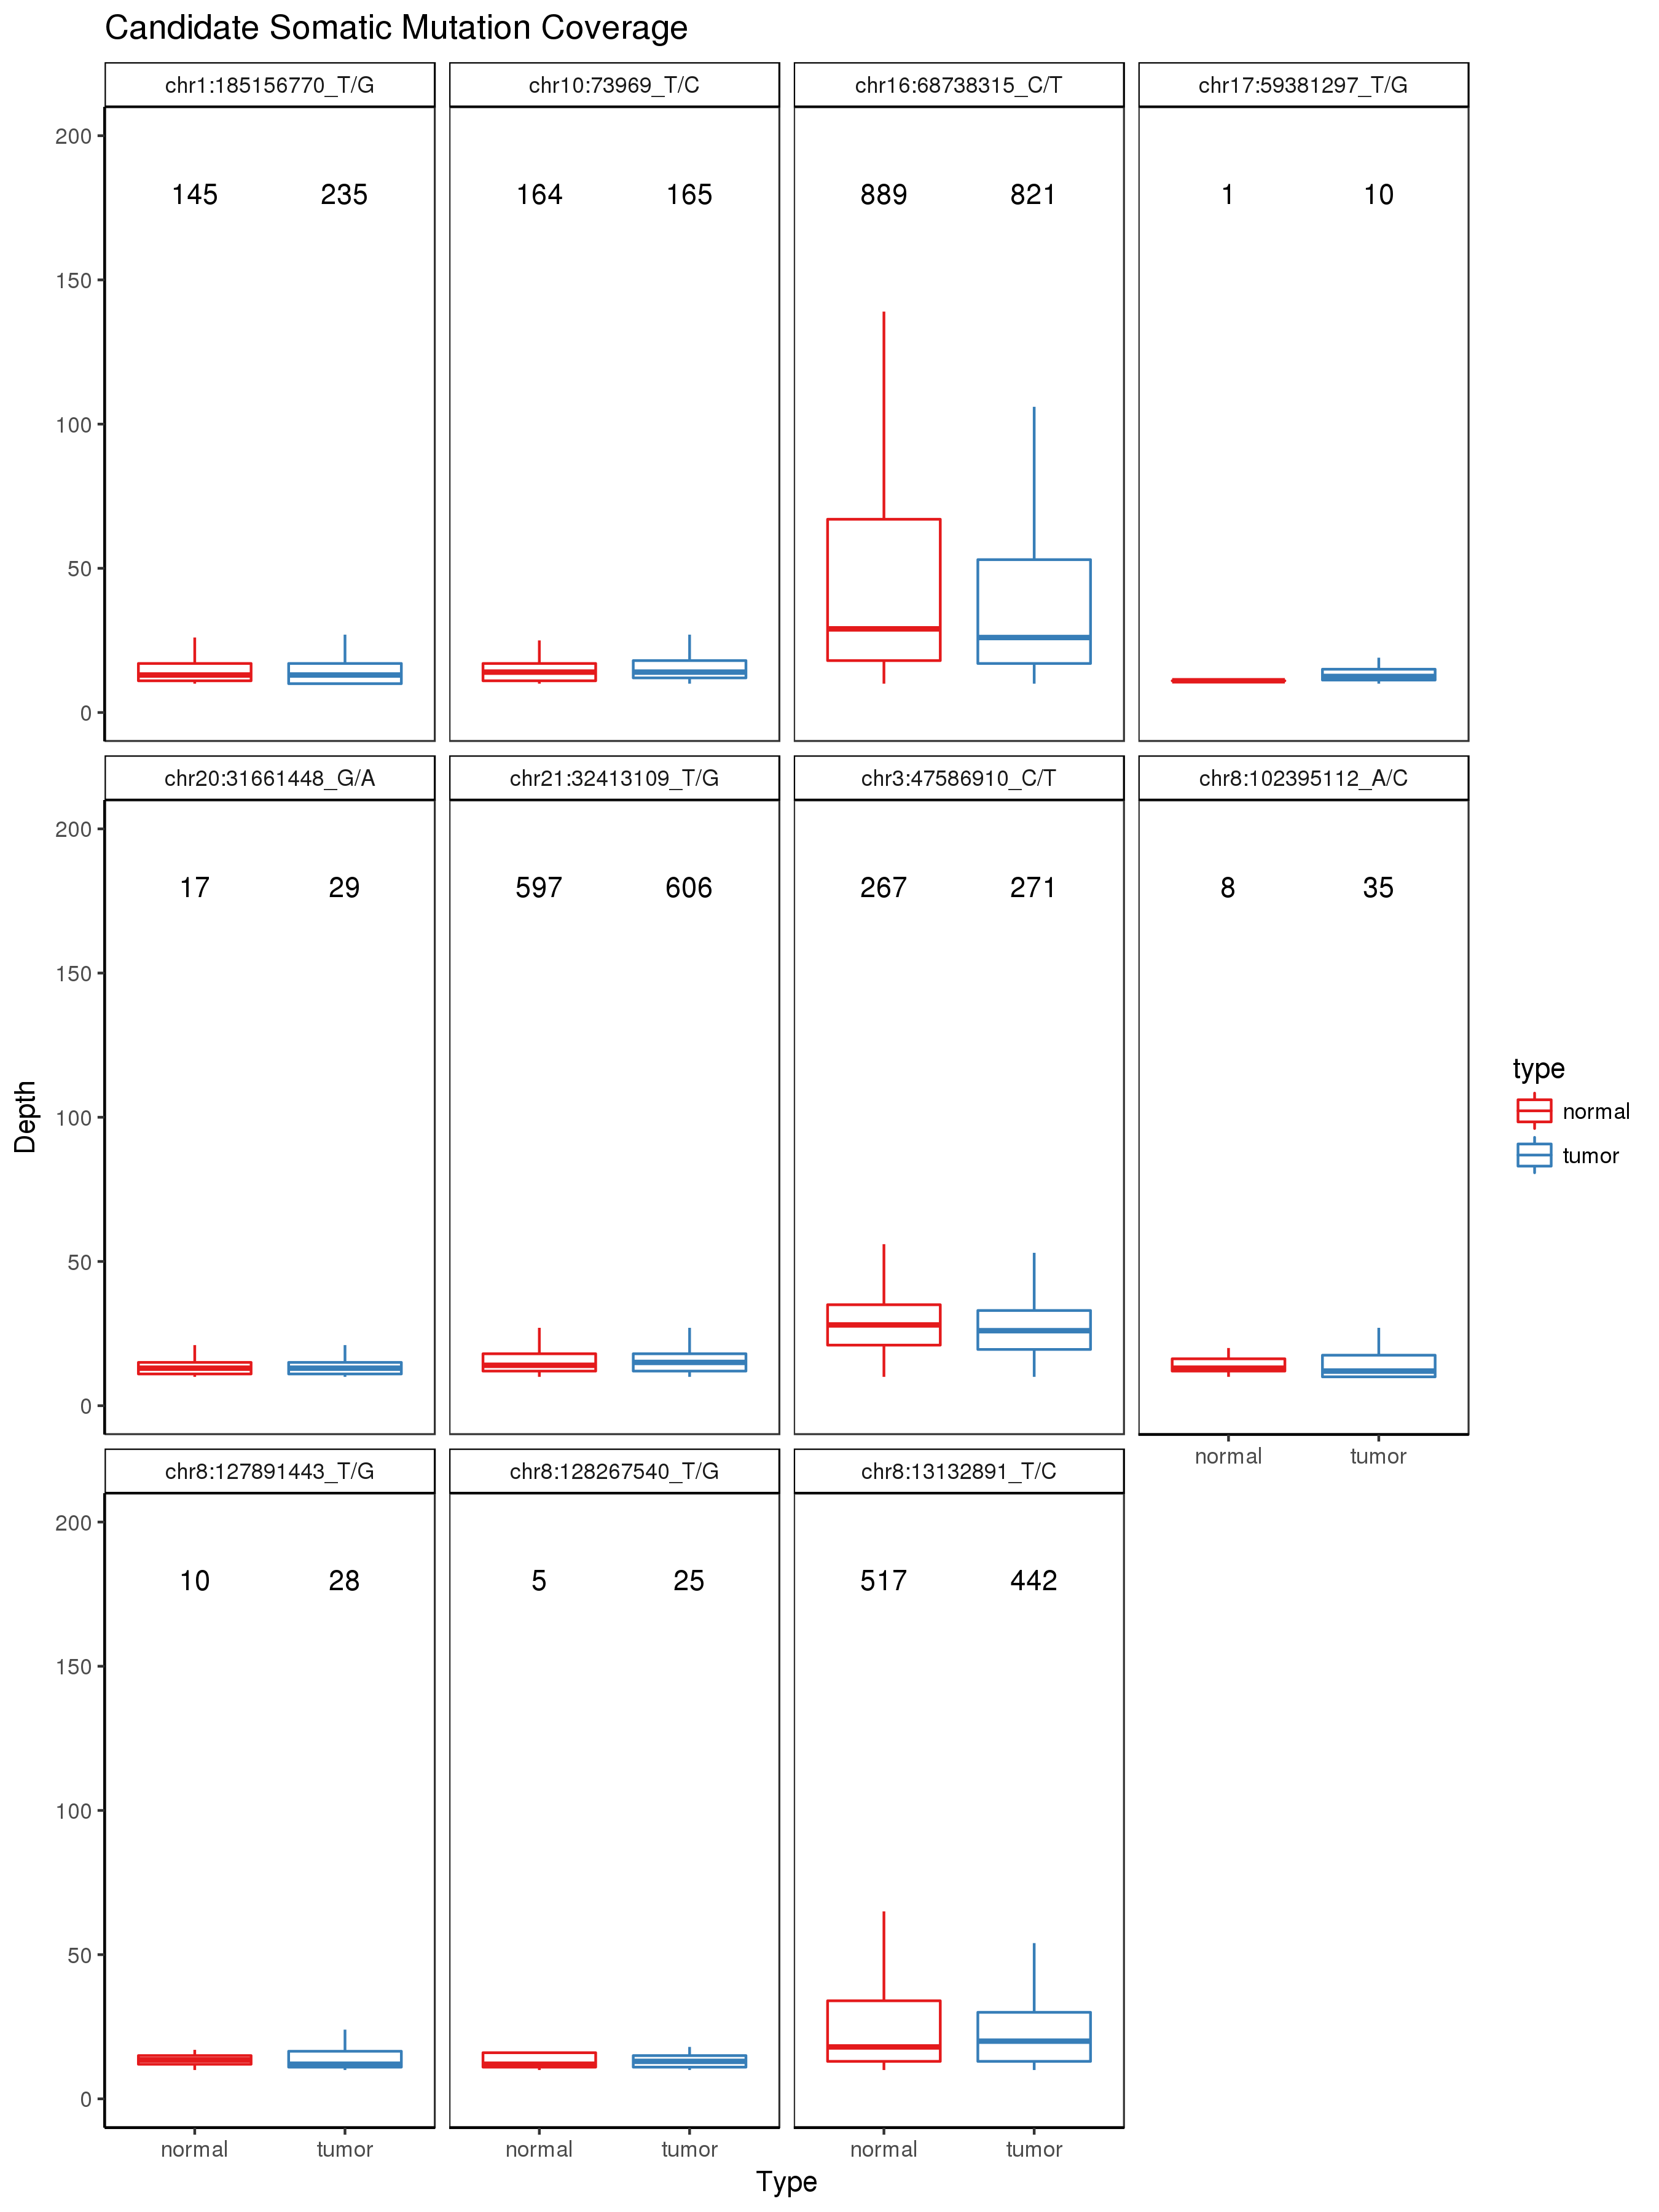 Candidate Somatic Mutation Coverage
chr1:185156770_T/G chr10:73969_T/C chr16:68738315_C/T chr17:59381297_T/G
200
145 235 164 165 889 821 1 10
150
100
50
0
chr20:31661448_G/A chr21:32413109_T/G chr3:47586910_C/T chr8:102395112_A/C
200
17 29 597 606 267 271 8 35
150
100
50
0
normal tumor
chr8:127891443_T/G chr8:128267540_T/G chr8:13132891_T/C
200
10 28 5 25 517 442
150
100
50
0
normal tumor normal tumor normal tumor
Type
Depth
type
normal
tumor